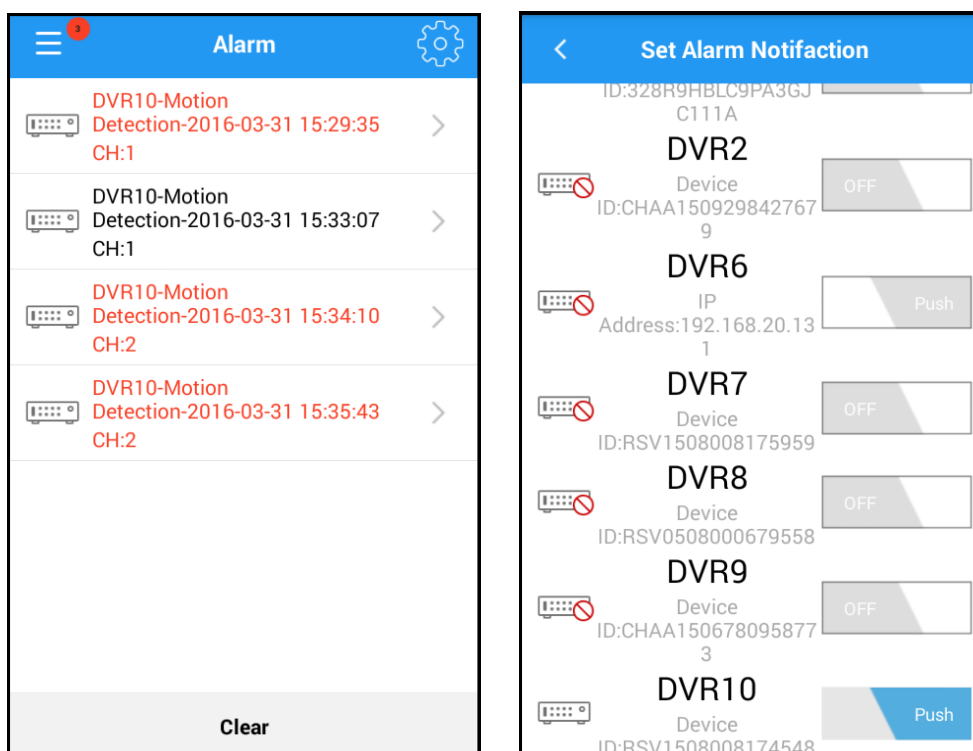 3
Alarm
DVR10-Motion
Detection-2016-03-31 15:29:35
CH:1
DVR10-Motion
Detection-2016-03-31 15:33:07
CH:1
DVR10-Motion
Detection-2016-03-31 15:34:10
CH:2
DVR10-Motion
Detection-2016-03-31 15:35:43
CH:2
Clear
Set Alarm Notifaction
ID:328R9HBLC9PA3GJ
C111A
DVR2
Device
ID:CHAA150929842767
9
OFF
DVR6
IP
Address:192.168.20.13
1
Push
DVR7
Device
ID:RSV1508008175959
OFF
DVR8
Device
ID:RSV0508000679558
OFF
DVR9
Device
ID:CHAA150678095877
3
OFF
DVR10
Device
ID:RSV1508008174548
Push